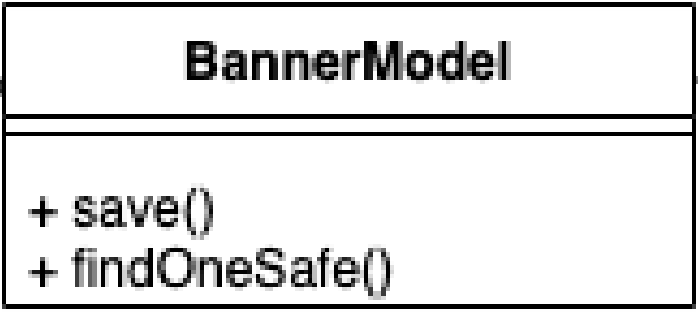 BannerModel
+ save()
+ findOneSafe()